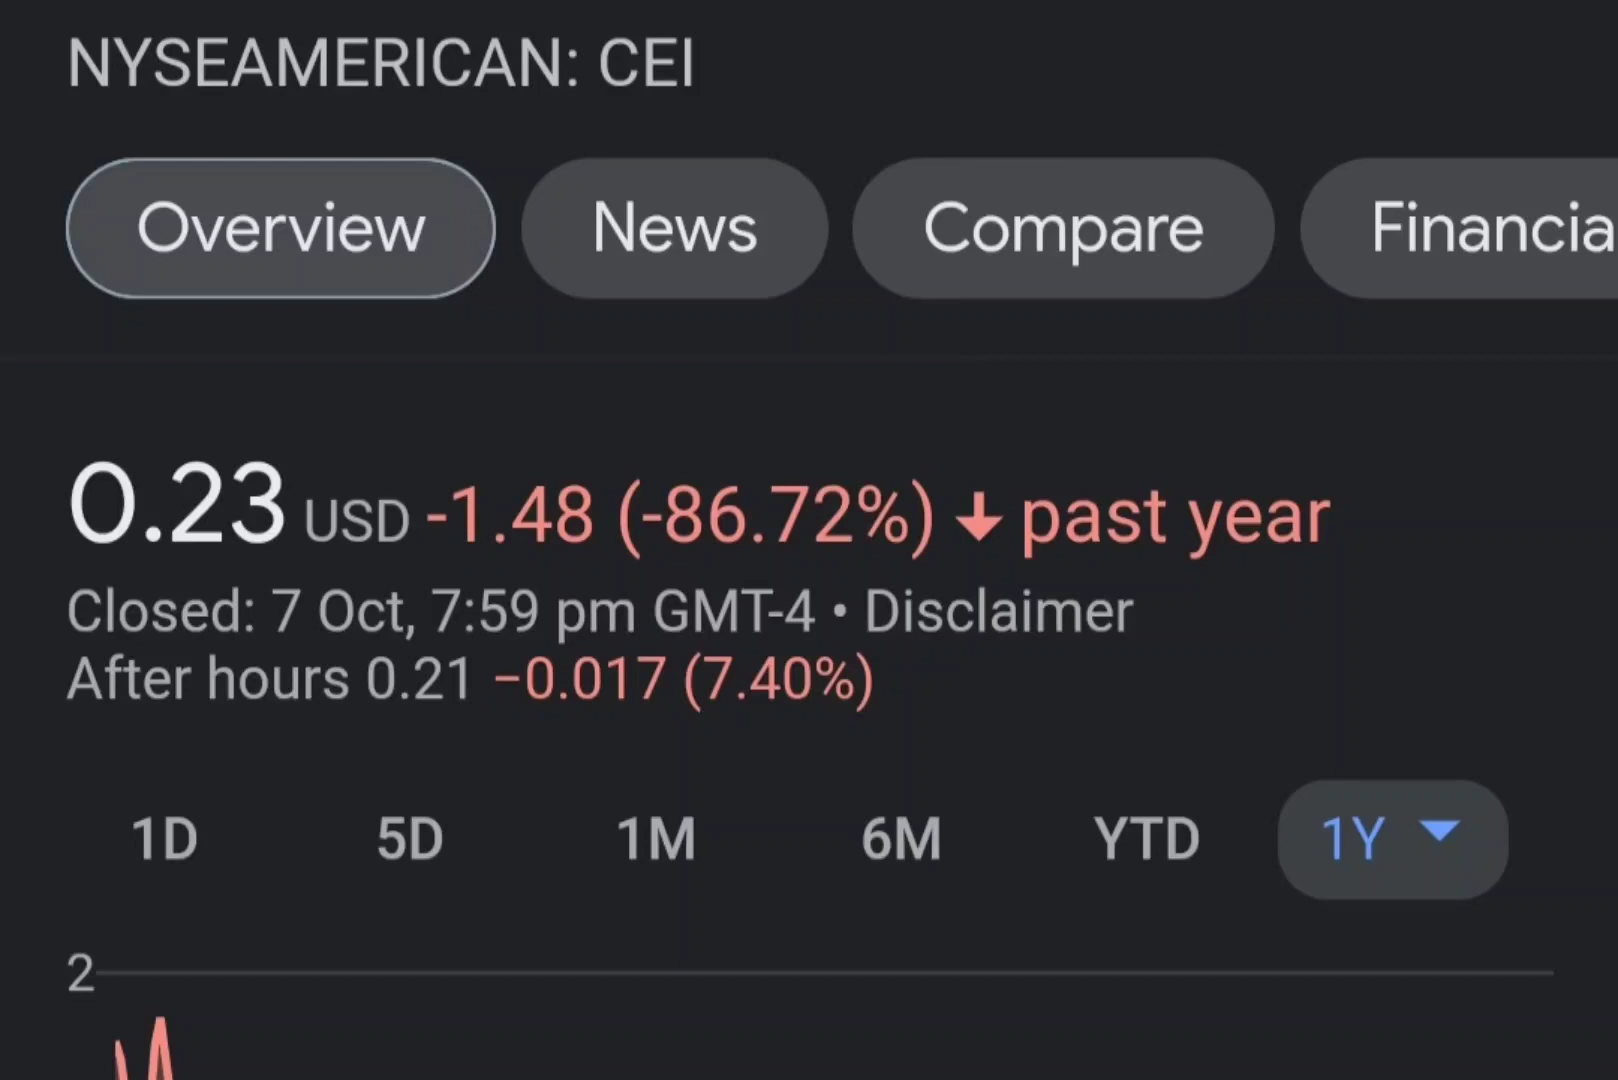 NYSEAMERICAN: CEI
Overview News Compare Financia
0.23 USD -1.48 (-86.72%) ↓ past year
Closed: 7 Oct, 7:59 pm GMT-4 • Disclaimer
After hours 0.21 −0.017 (7.40%)
1D 5D 1M 6M YTD 1Y
2